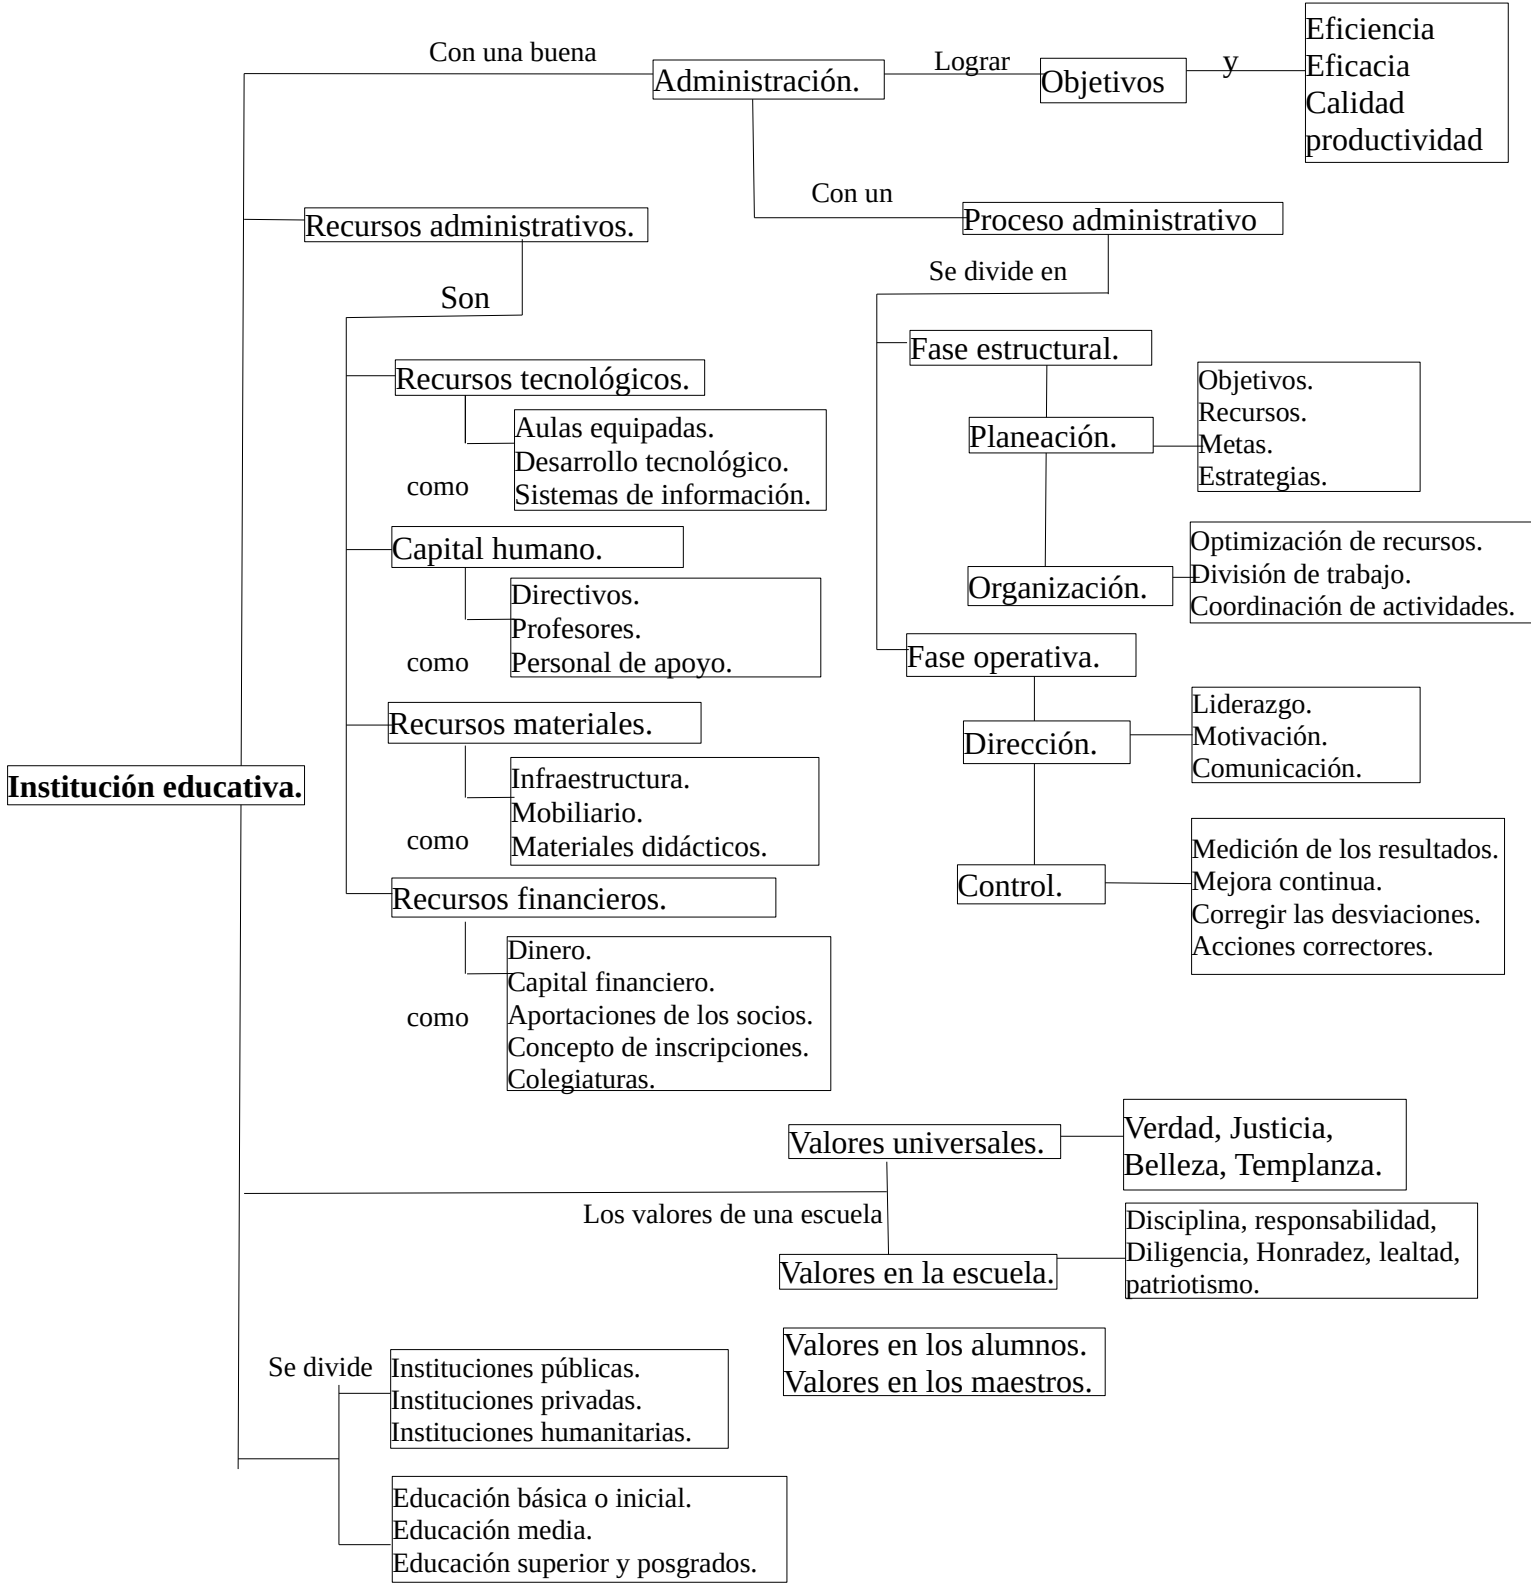 Con una buena
Administración.
Lograr
Objetivos
y
Eficiencia
Eficacia
Calidad
productividad
Con un
Proceso administrativo
Recursos administrativos.
Son
Recursos tecnológicos.
como
Aulas equipadas.
Desarrollo tecnológico.
Sistemas de información.
Capital humano.
como
Directivos.
Profesores.
Personal de apoyo.
Recursos materiales.
como
Infraestructura.
Mobiliario.
Materiales didácticos.
Recursos financieros.
como
Dinero.
Capital financiero.
Aportaciones de los socios.
Concepto de inscripciones.
Colegiaturas.
Se divide en
Fase estructural.
Planeación.
Objetivos.
Recursos.
Metas.
Estrategias.
Organización.
Optimización de recursos.
División de trabajo.
Coordinación de actividades.
Fase operativa.
Dirección.
Liderazgo.
Motivación.
Comunicación.
Control.
Medición de los resultados.
Mejora continua.
Corregir las desviaciones.
Acciones correctores.
Institución educativa.
Los valores de una escuela
Valores universales.
Verdad, Justicia,
Belleza, Templanza.
Valores en la escuela.
Disciplina, responsabilidad,
Diligencia, Honradez, lealtad,
patriotismo.
Valores en los alumnos.
Valores en los maestros.
Se divide
Instituciones públicas.
Instituciones privadas.
Instituciones humanitarias.
Educación básica o inicial.
Educación media.
Educación superior y posgrados.